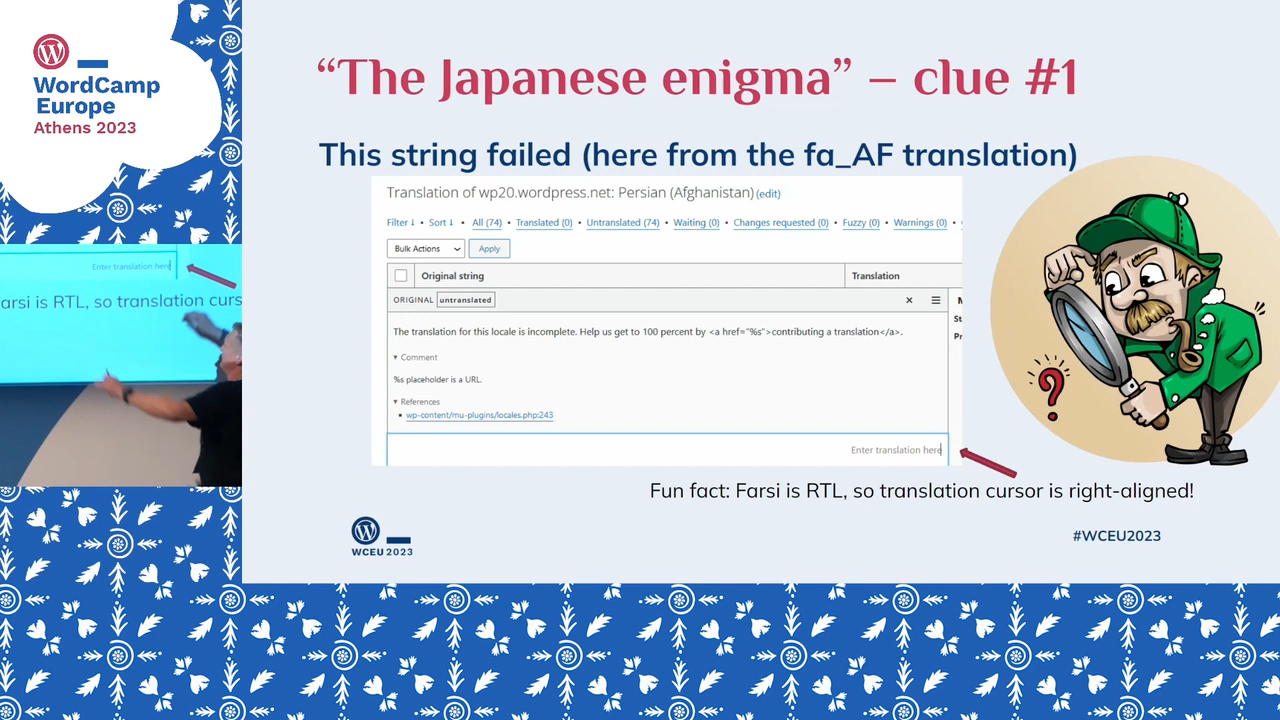 WordCamp
Europe
Athens 2023
Enter translation here
arsi is RTL, so translation curs
“The Japanese enigma” – clue #1
This string failed (here from the fa_AF translation)
Translation of wp20.wordpress.net: Persian (Afghanistan) (edit)
Filter ↓ • Sort ↓ • All (74) • Translated (0) • Untranslated (74) • Waiting (0) • Changes requested (0) • Fuzzy (0) • Warnings (0) •
Bulk Actions Apply
Original string Translation
ORIGINAL untranslated
The translation for this locale is incomplete. Help us get to 100 percent by <a href="%s">contributing a translation</a>.
▾ Comment
%s placeholder is a URL.
▾ References
▪ wp-content/mu-plugins/locales.php:243
Enter translation here
?
Fun fact: Farsi is RTL, so translation cursor is right-aligned!
WCEU 2023
#WCEU2023